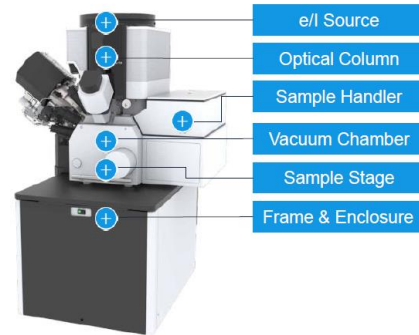 e/I Source
Optical Column
Sample Handler
Vacuum Chamber
Sample Stage
Frame & Enclosure